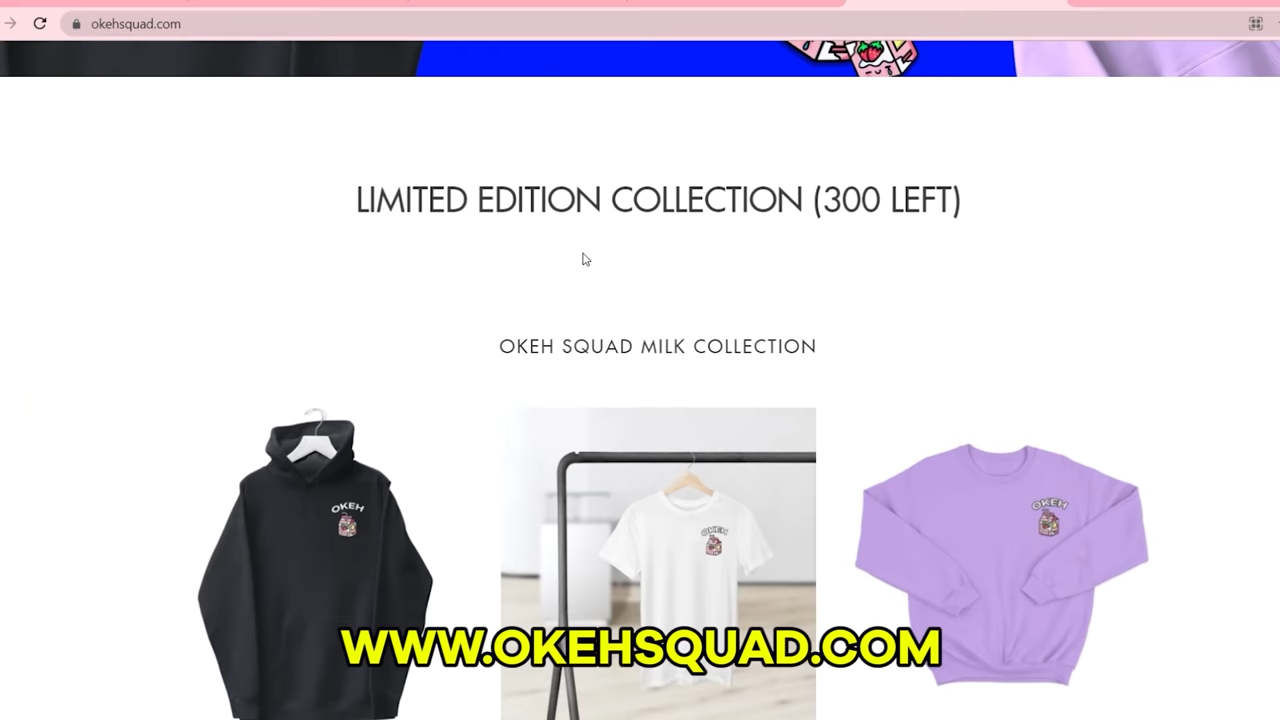 okehsquad.com
LIMITED EDITION COLLECTION (300 LEFT)
OKEH SQUAD MILK COLLECTION
OKEH
OKEH
OKEH
WWW.OKEHSQUAD.COM